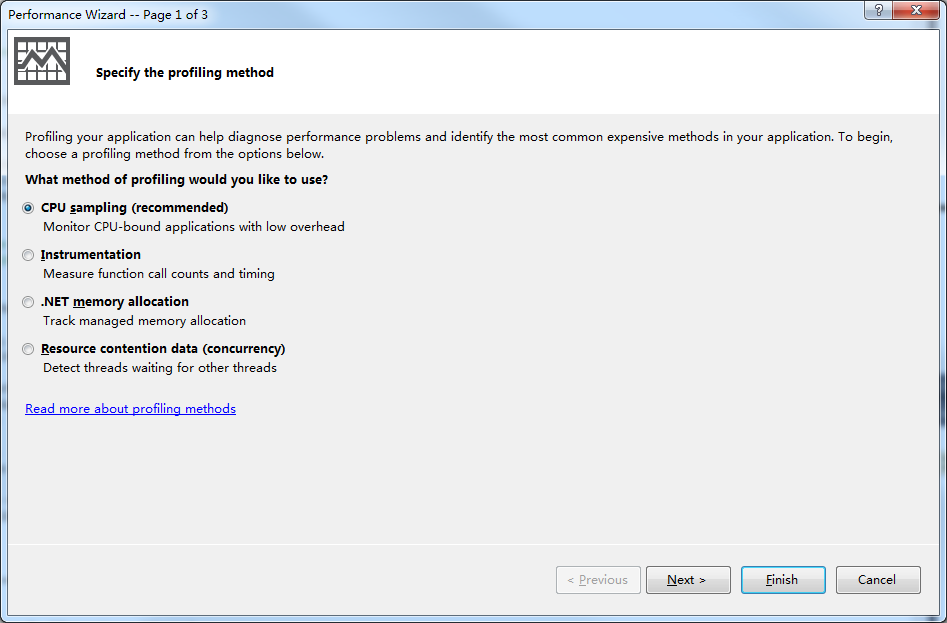 Performance Wizard -- Page 1 of 3
Specify the profiling method
Profiling your application can help diagnose performance problems and identify the most common expensive methods in your application. To begin,
choose a profiling method from the options below.
What method of profiling would you like to use?
CPU sampling (recommended)
Monitor CPU-bound applications with low overhead
Instrumentation
Measure function call counts and timing
.NET memory allocation
Track managed memory allocation
Resource contention data (concurrency)
Detect threads waiting for other threads
Read more about profiling methods
< Previous Next > Finish Cancel